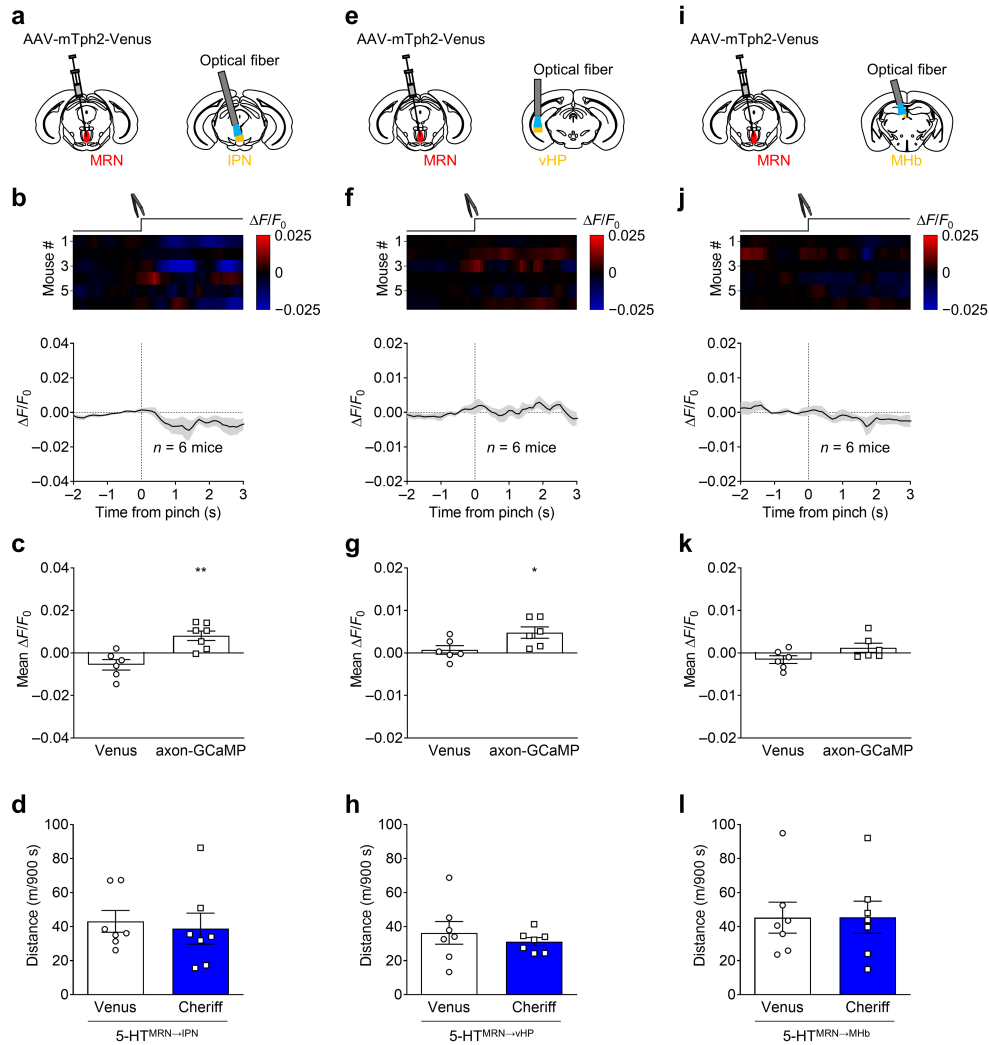 a
AAV-mTph2-Venus
Optical fiber
MRN
IPN
e
AAV-mTph2-Venus
Optical fiber
MRN
vHP
i
AAV-mTph2-Venus
Optical fiber
MRN
MHb
b
ΔF/F0
Mouse #
1
3
5
0.025
0
−0.025
ΔF/F0
0.04
0.02
0.00
−0.02
−0.04
n = 6 mice
−2 −1 0 1 2 3
Time from pinch (s)
f
ΔF/F0
Mouse #
1
3
5
0.025
0
−0.025
ΔF/F0
0.02
0.01
0.00
−0.01
−0.02
n = 6 mice
−2 −1 0 1 2 3
Time from pinch (s)
j
ΔF/F0
Mouse #
1
3
5
0.025
0
−0.025
ΔF/F0
0.02
0.01
0.00
−0.01
−0.02
n = 6 mice
−2 −1 0 1 2 3
Time from pinch (s)
c
Mean ΔF/F0
0.04
0.02
0.00
−0.02
−0.04
**
Venus axon-GCaMP
g
Mean ΔF/F0
0.02
0.01
0.00
−0.01
−0.02
*
Venus axon-GCaMP
k
Mean ΔF/F0
0.02
0.01
0.00
−0.01
−0.02
Venus axon-GCaMP
d
Distance (m/900 s)
100
80
60
40
20
0
Venus Cheriff
5-HTMRN→IPN
h
Distance (m/900 s)
100
80
60
40
20
0
Venus Cheriff
5-HTMRN→vHP
l
Distance (m/900 s)
100
80
60
40
20
0
Venus Cheriff
5-HTMRN→MHb